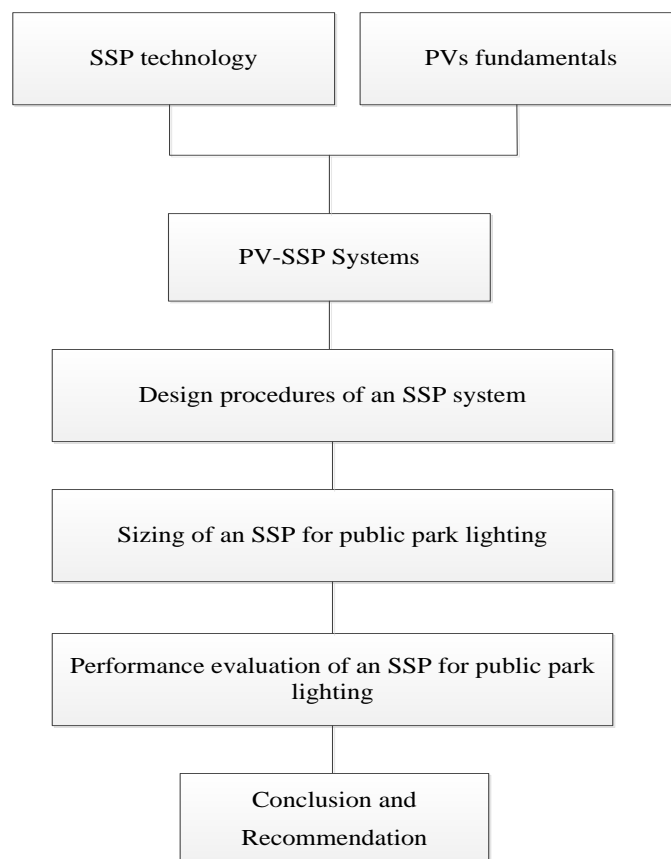 SSP technology
PVs fundamentals
PV-SSP Systems
Design procedures of an SSP system
Sizing of an SSP for public park lighting
Performance evaluation of an SSP for public park
lighting
Conclusion and
Recommendation